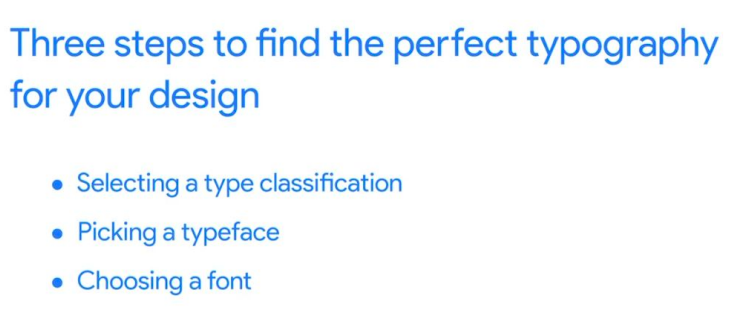 Three steps to find the perfect typography
for your design
• Selecting a type classification
• Picking a typeface
• Choosing a font